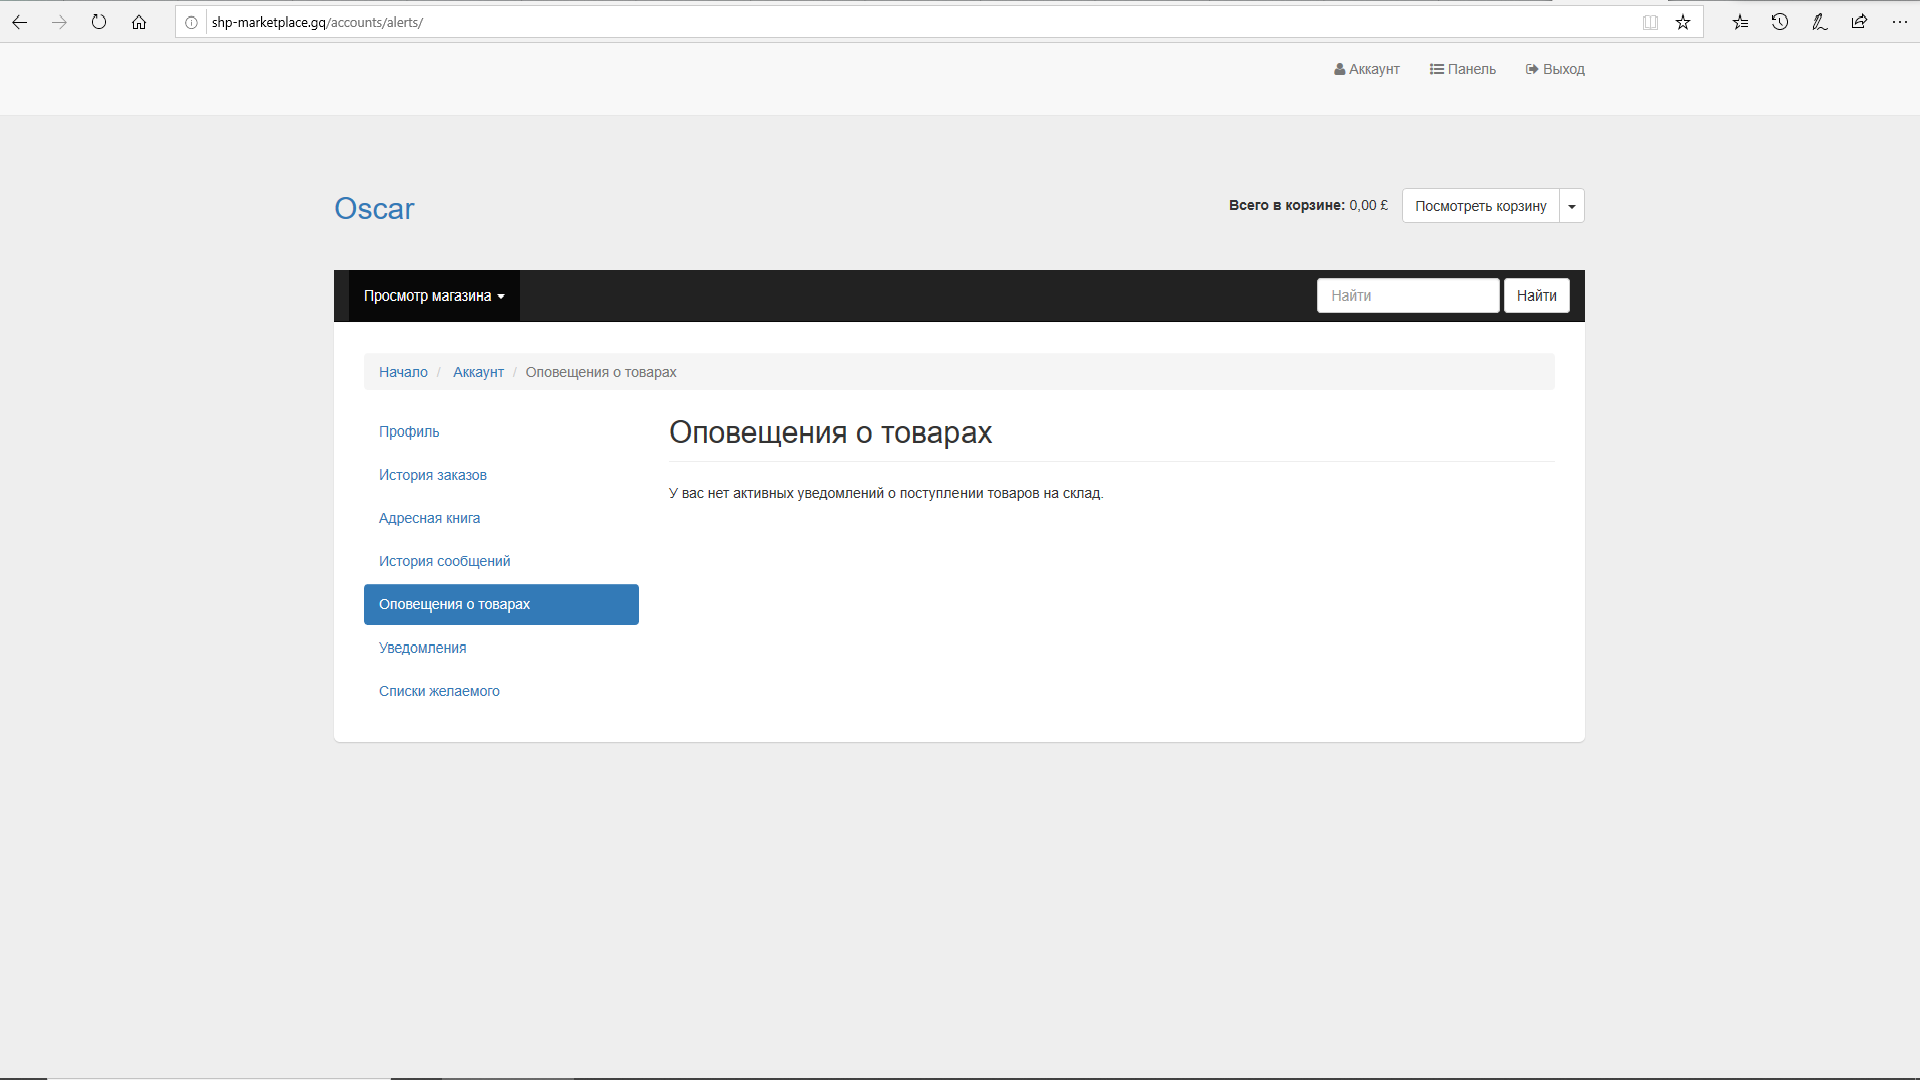 shp-marketplace.gq/accounts/alerts/
Аккаунт Панель Выход
Oscar
Всего в корзине: 0,00 £ Посмотреть корзину
Просмотр магазина Найти Найти
Начало / Аккаунт / Оповещения о товарах
Профиль
История заказов
Адресная книга
История сообщений
Оповещения о товарах
Уведомления
Списки желаемого
Оповещения о товарах
У вас нет активных уведомлений о поступлении товаров на склад.